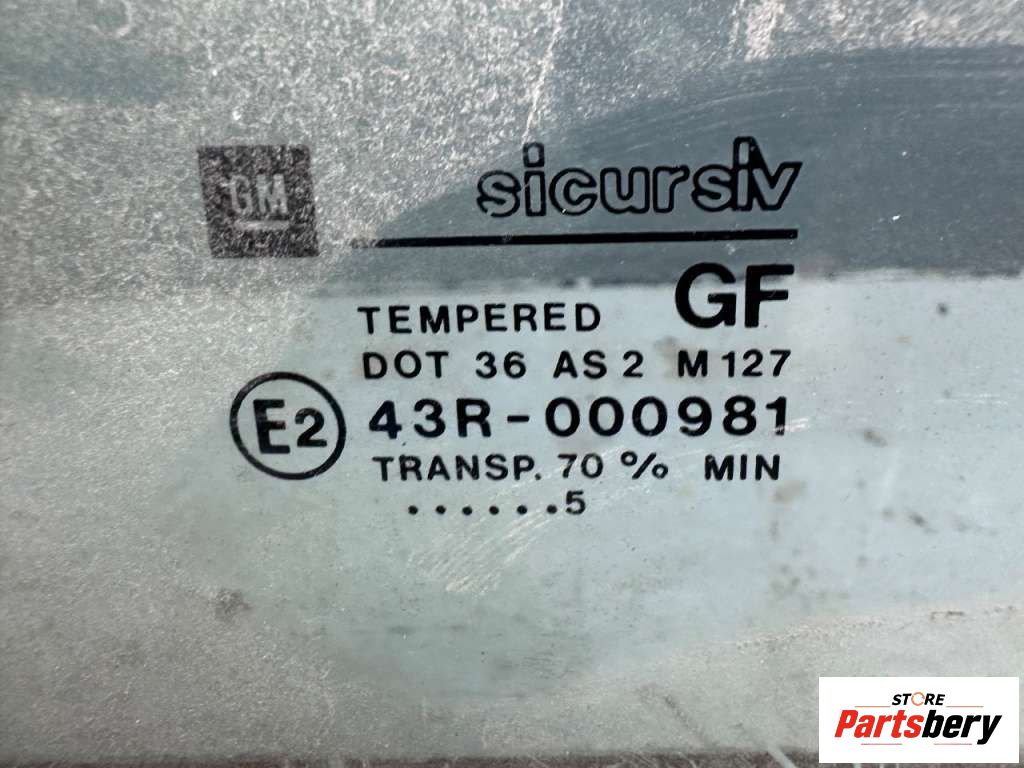 GM
sicursiv
GF
TEMPERED
DOT 36 AS 2 M 127
E2
43R-000981
TRANSP. 70 % MIN
......5
STORE
Partsbery